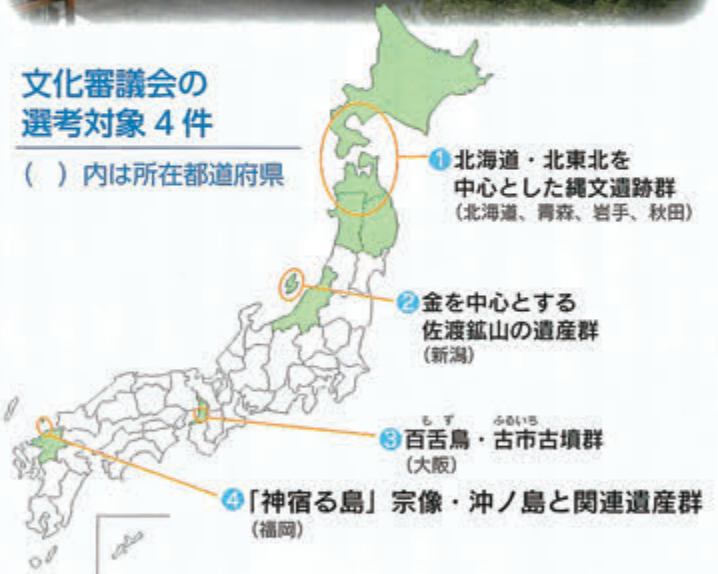 文化審議会の
選考対象 4 件
(　) 内は所在都道府県
❶北海道・北東北を
中心とした縄文遺跡群
(北海道、青森、岩手、秋田)
❷金を中心とする
佐渡鉱山の遺産群
(新潟)
もず ふるいち
❸百舌鳥・古市古墳群
(大阪)
❹「神宿る島」宗像・沖ノ島と関連遺産群
(福岡)